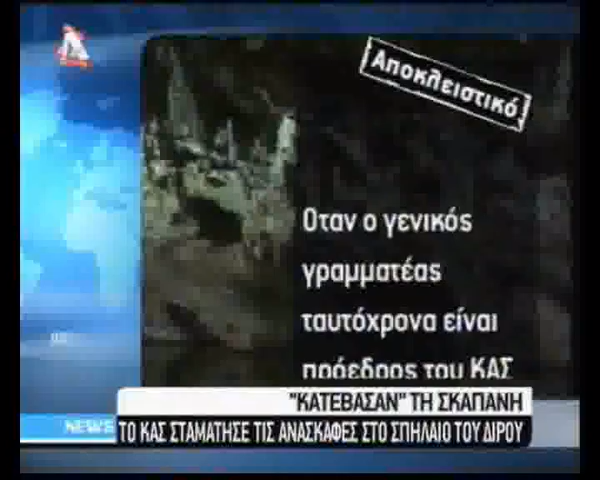 Αποκλειστικό
Οταν ο γενικός
γραμματέας
ταυτόχρονα είναι
πρόεδρος του ΚΑΣ
"ΚΑΤΕΒΑΣΑΝ" ΤΗ ΣΚΑΠΑΝΗ
NEWS
ΤΟ ΚΑΣ ΣΤΑΜΑΤΗΣΕ ΤΙΣ ΑΝΑΣΚΑΦΕΣ ΣΤΟ ΣΠΗΛΑΙΟ ΤΟΥ ΔΙΡΟΥ